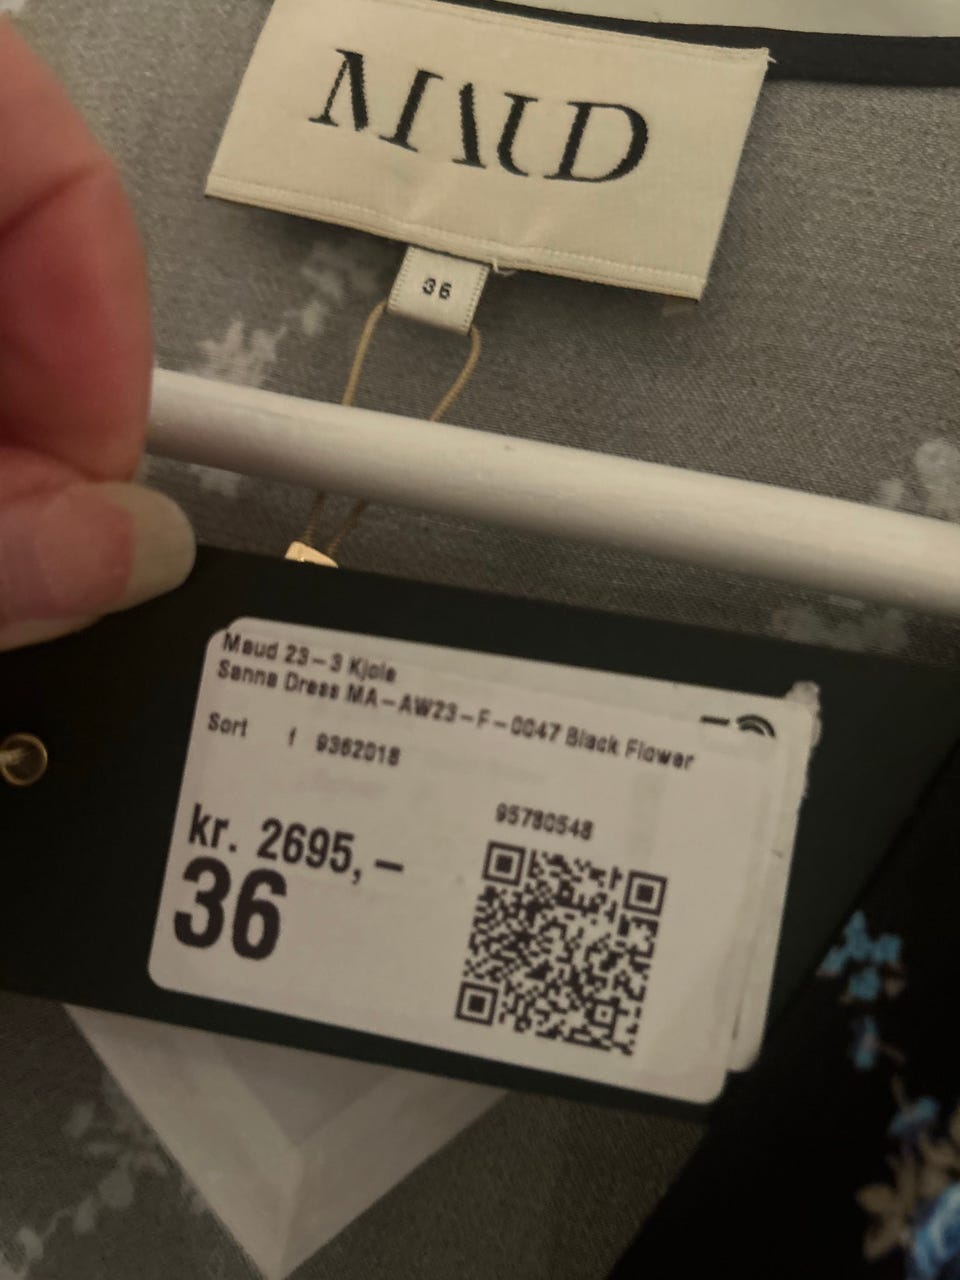 MAUD
36
Maud 23-3 Kjole
Sanna Dress MA-AW23-F-0047 Black Flower
Sort f 9362018
95780548
kr. 2695,-
36